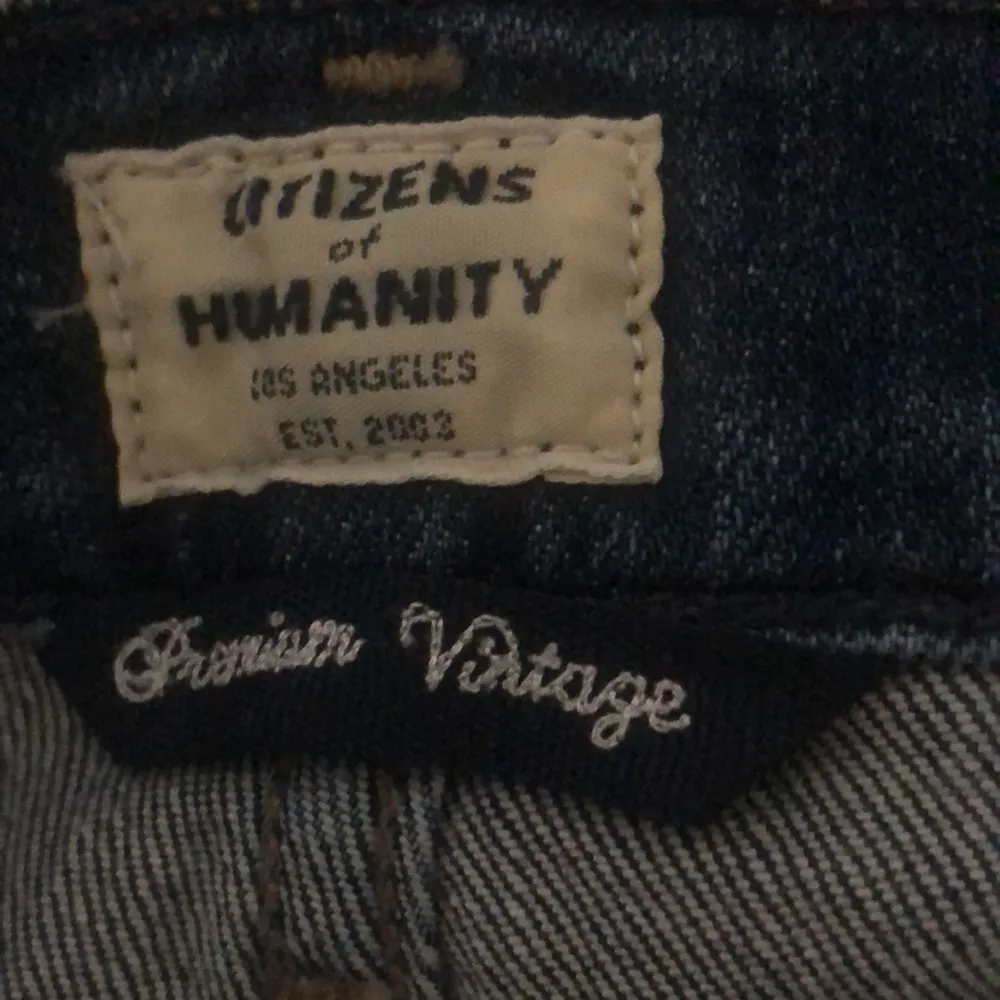 CITIZENS
of
HUMANITY
LOS ANGELES
EST. 2003
Premium Vintage